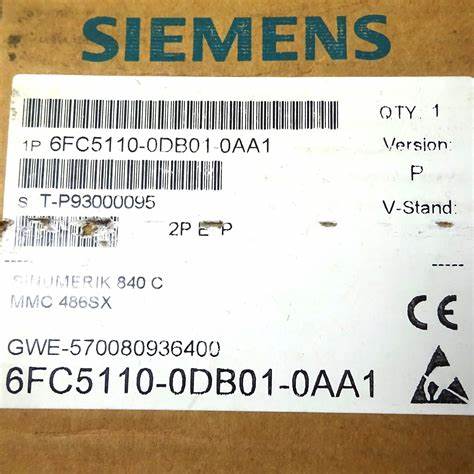 SIEMENS
QTY. 1
1P 6FC5110-0DB01-0AA1
Version:
P
S T-P93000095
V-Stand:
2P E P
SINUMERIK 840 C
MMC 486SX
CE
GWE-570080936400
6FC5110-0DB01-0AA1